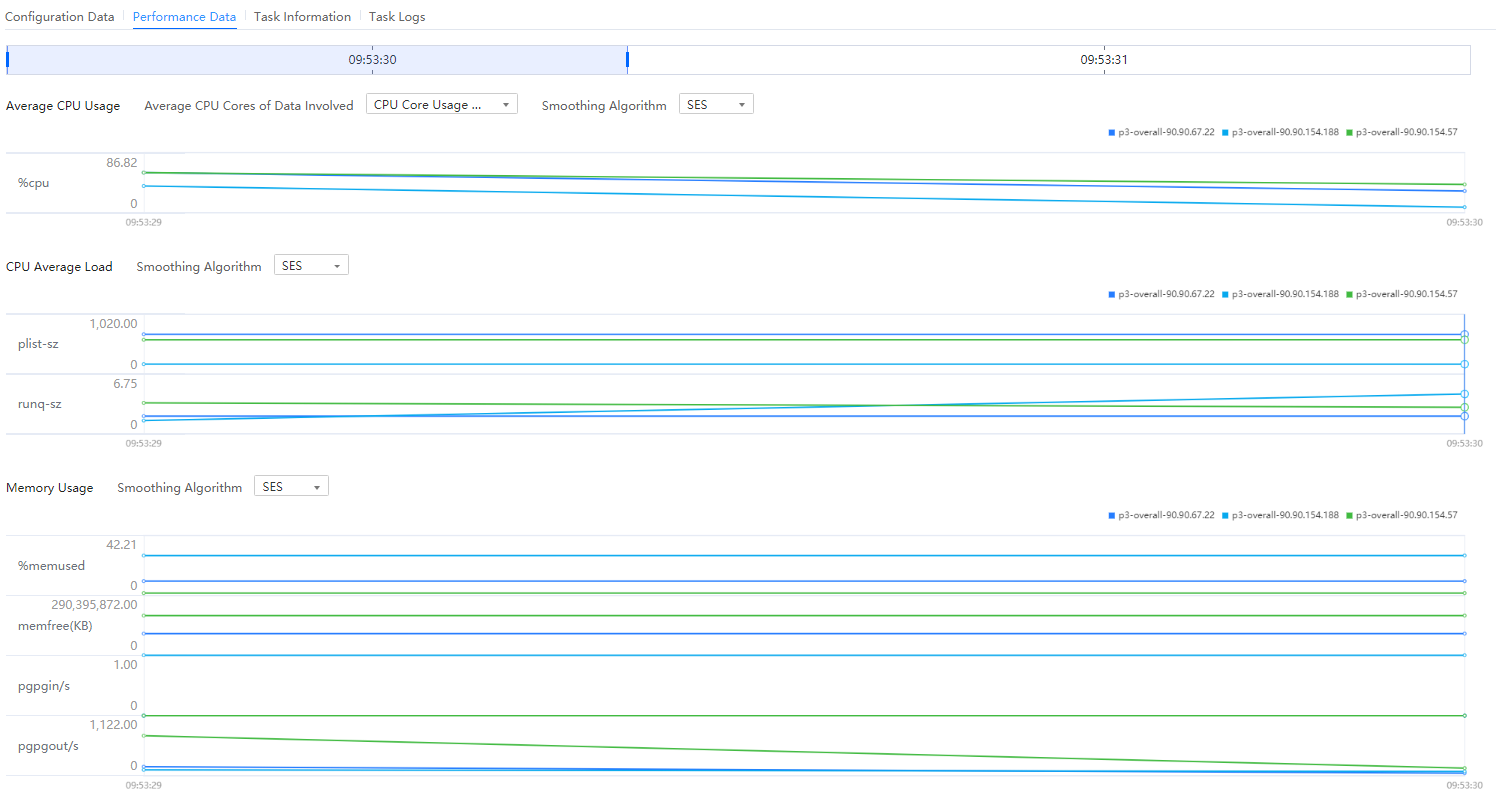 Configuration Data Performance Data Task Information Task Logs
09:53:30 09:53:31
Average CPU Usage Average CPU Cores of Data Involved CPU Core Usage ... Smoothing Algorithm SES
p3-overall-90.90.67.22 p3-overall-90.90.154.188 p3-overall-90.90.154.57
86.82
%cpu
0
09:53:29 09:53:30
CPU Average Load Smoothing Algorithm SES
p3-overall-90.90.67.22 p3-overall-90.90.154.188 p3-overall-90.90.154.57
1,020.00
plist-sz
0
6.75
runq-sz
0
09:53:29 09:53:30
Memory Usage Smoothing Algorithm SES
p3-overall-90.90.67.22 p3-overall-90.90.154.188 p3-overall-90.90.154.57
42.21
%memused
0
290,395,872.00
memfree(KB)
0
1.00
pgpgin/s
0
1,122.00
pgpgout/s
0
09:53:29 09:53:30